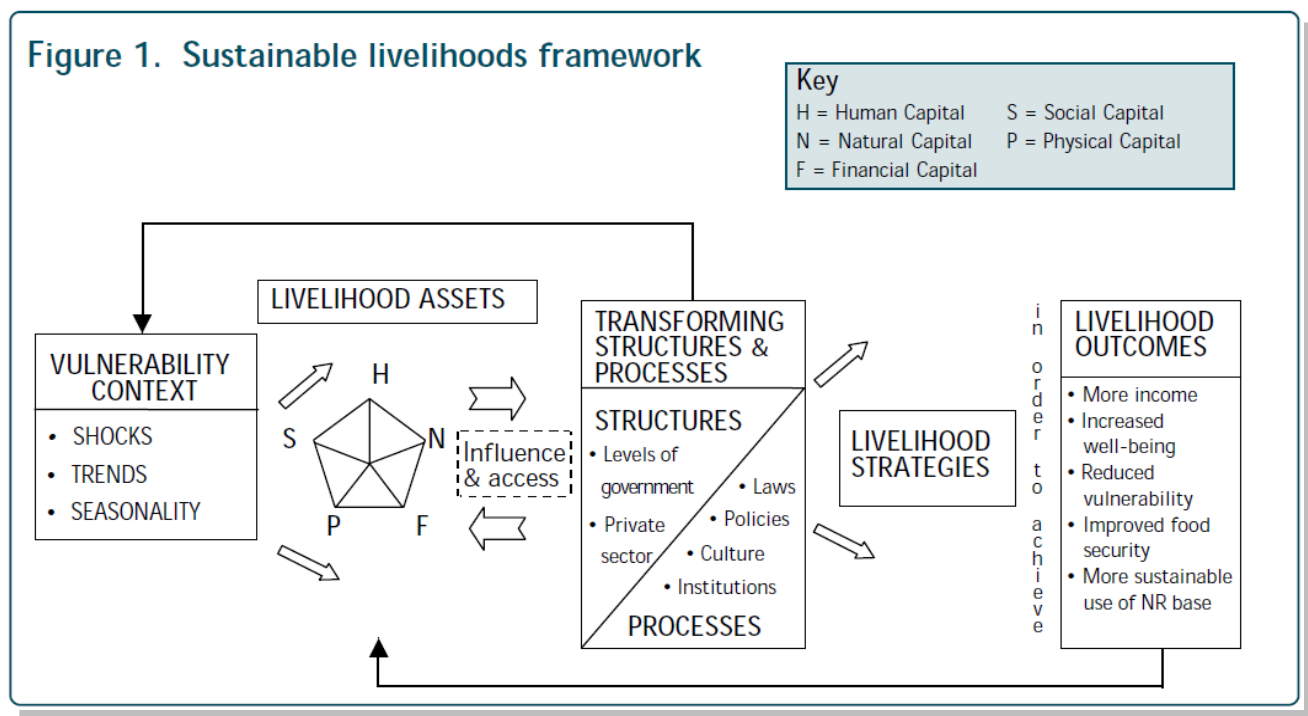 Figure 1. Sustainable livelihoods framework
Key
H = Human Capital S = Social Capital
N = Natural Capital P = Physical Capital
F = Financial Capital
LIVELIHOOD ASSETS
VULNERABILITY
CONTEXT
• SHOCKS
• TRENDS
• SEASONALITY
H
S
N
P
F
Influence
& access
TRANSFORMING
STRUCTURES &
PROCESSES
STRUCTURES
• Levels of
government
• Private
sector
• Laws
• Policies
• Culture
• Institutions
PROCESSES
LIVELIHOOD
STRATEGIES
in order to achieve
LIVELIHOOD
OUTCOMES
• More income
• Increased
well-being
• Reduced
vulnerability
• Improved food
security
• More sustainable
use of NR base